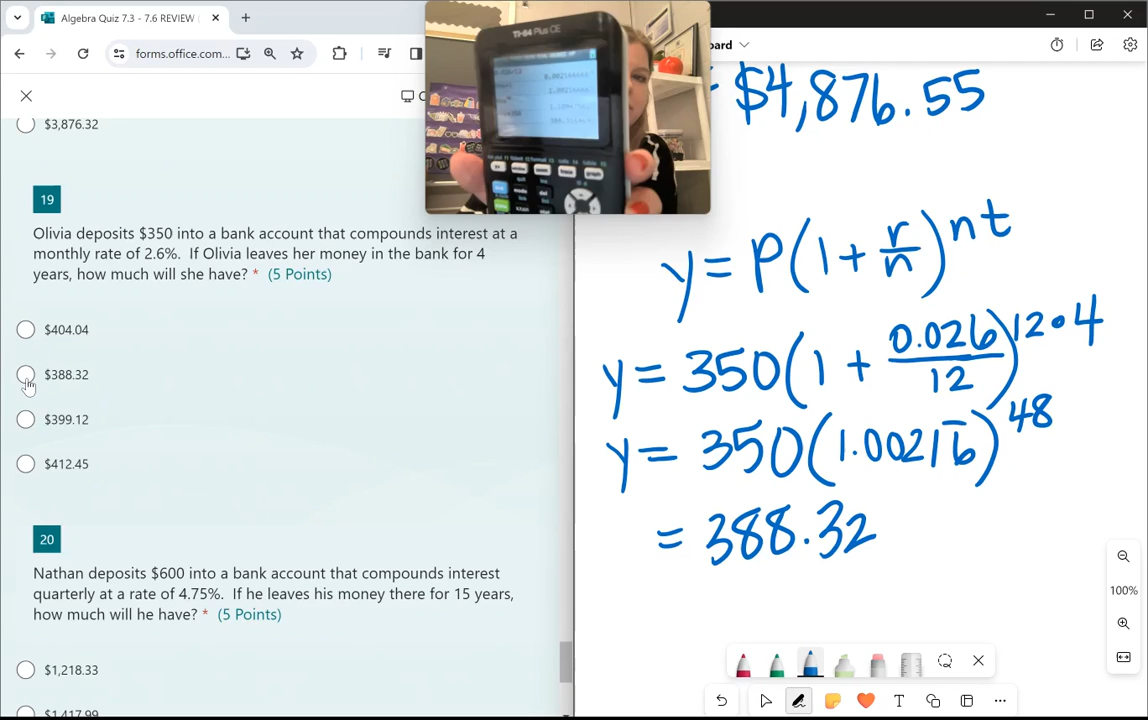 Algebra Quiz 7.3 - 7.6 REVIEW (
forms.office.com...
$3,876.32
19
Olivia deposits $350 into a bank account that compounds interest at a
monthly rate of 2.6%. If Olivia leaves her money in the bank for 4
years, how much will she have? * (5 Points)
$404.04
$388.32
$399.12
$412.45
20
Nathan deposits $600 into a bank account that compounds interest
quarterly at a rate of 4.75%. If he leaves his money there for 15 years,
how much will he have? * (5 Points)
$1,218.33
$1,417.99
TI-84 Plus CE
oard
= $4,876.55
y = P(1 + r/n)^nt
y = 350(1 + 0.026/12)^12•4
y = 350(1.00216̅)^48
= 388.32
100%
T